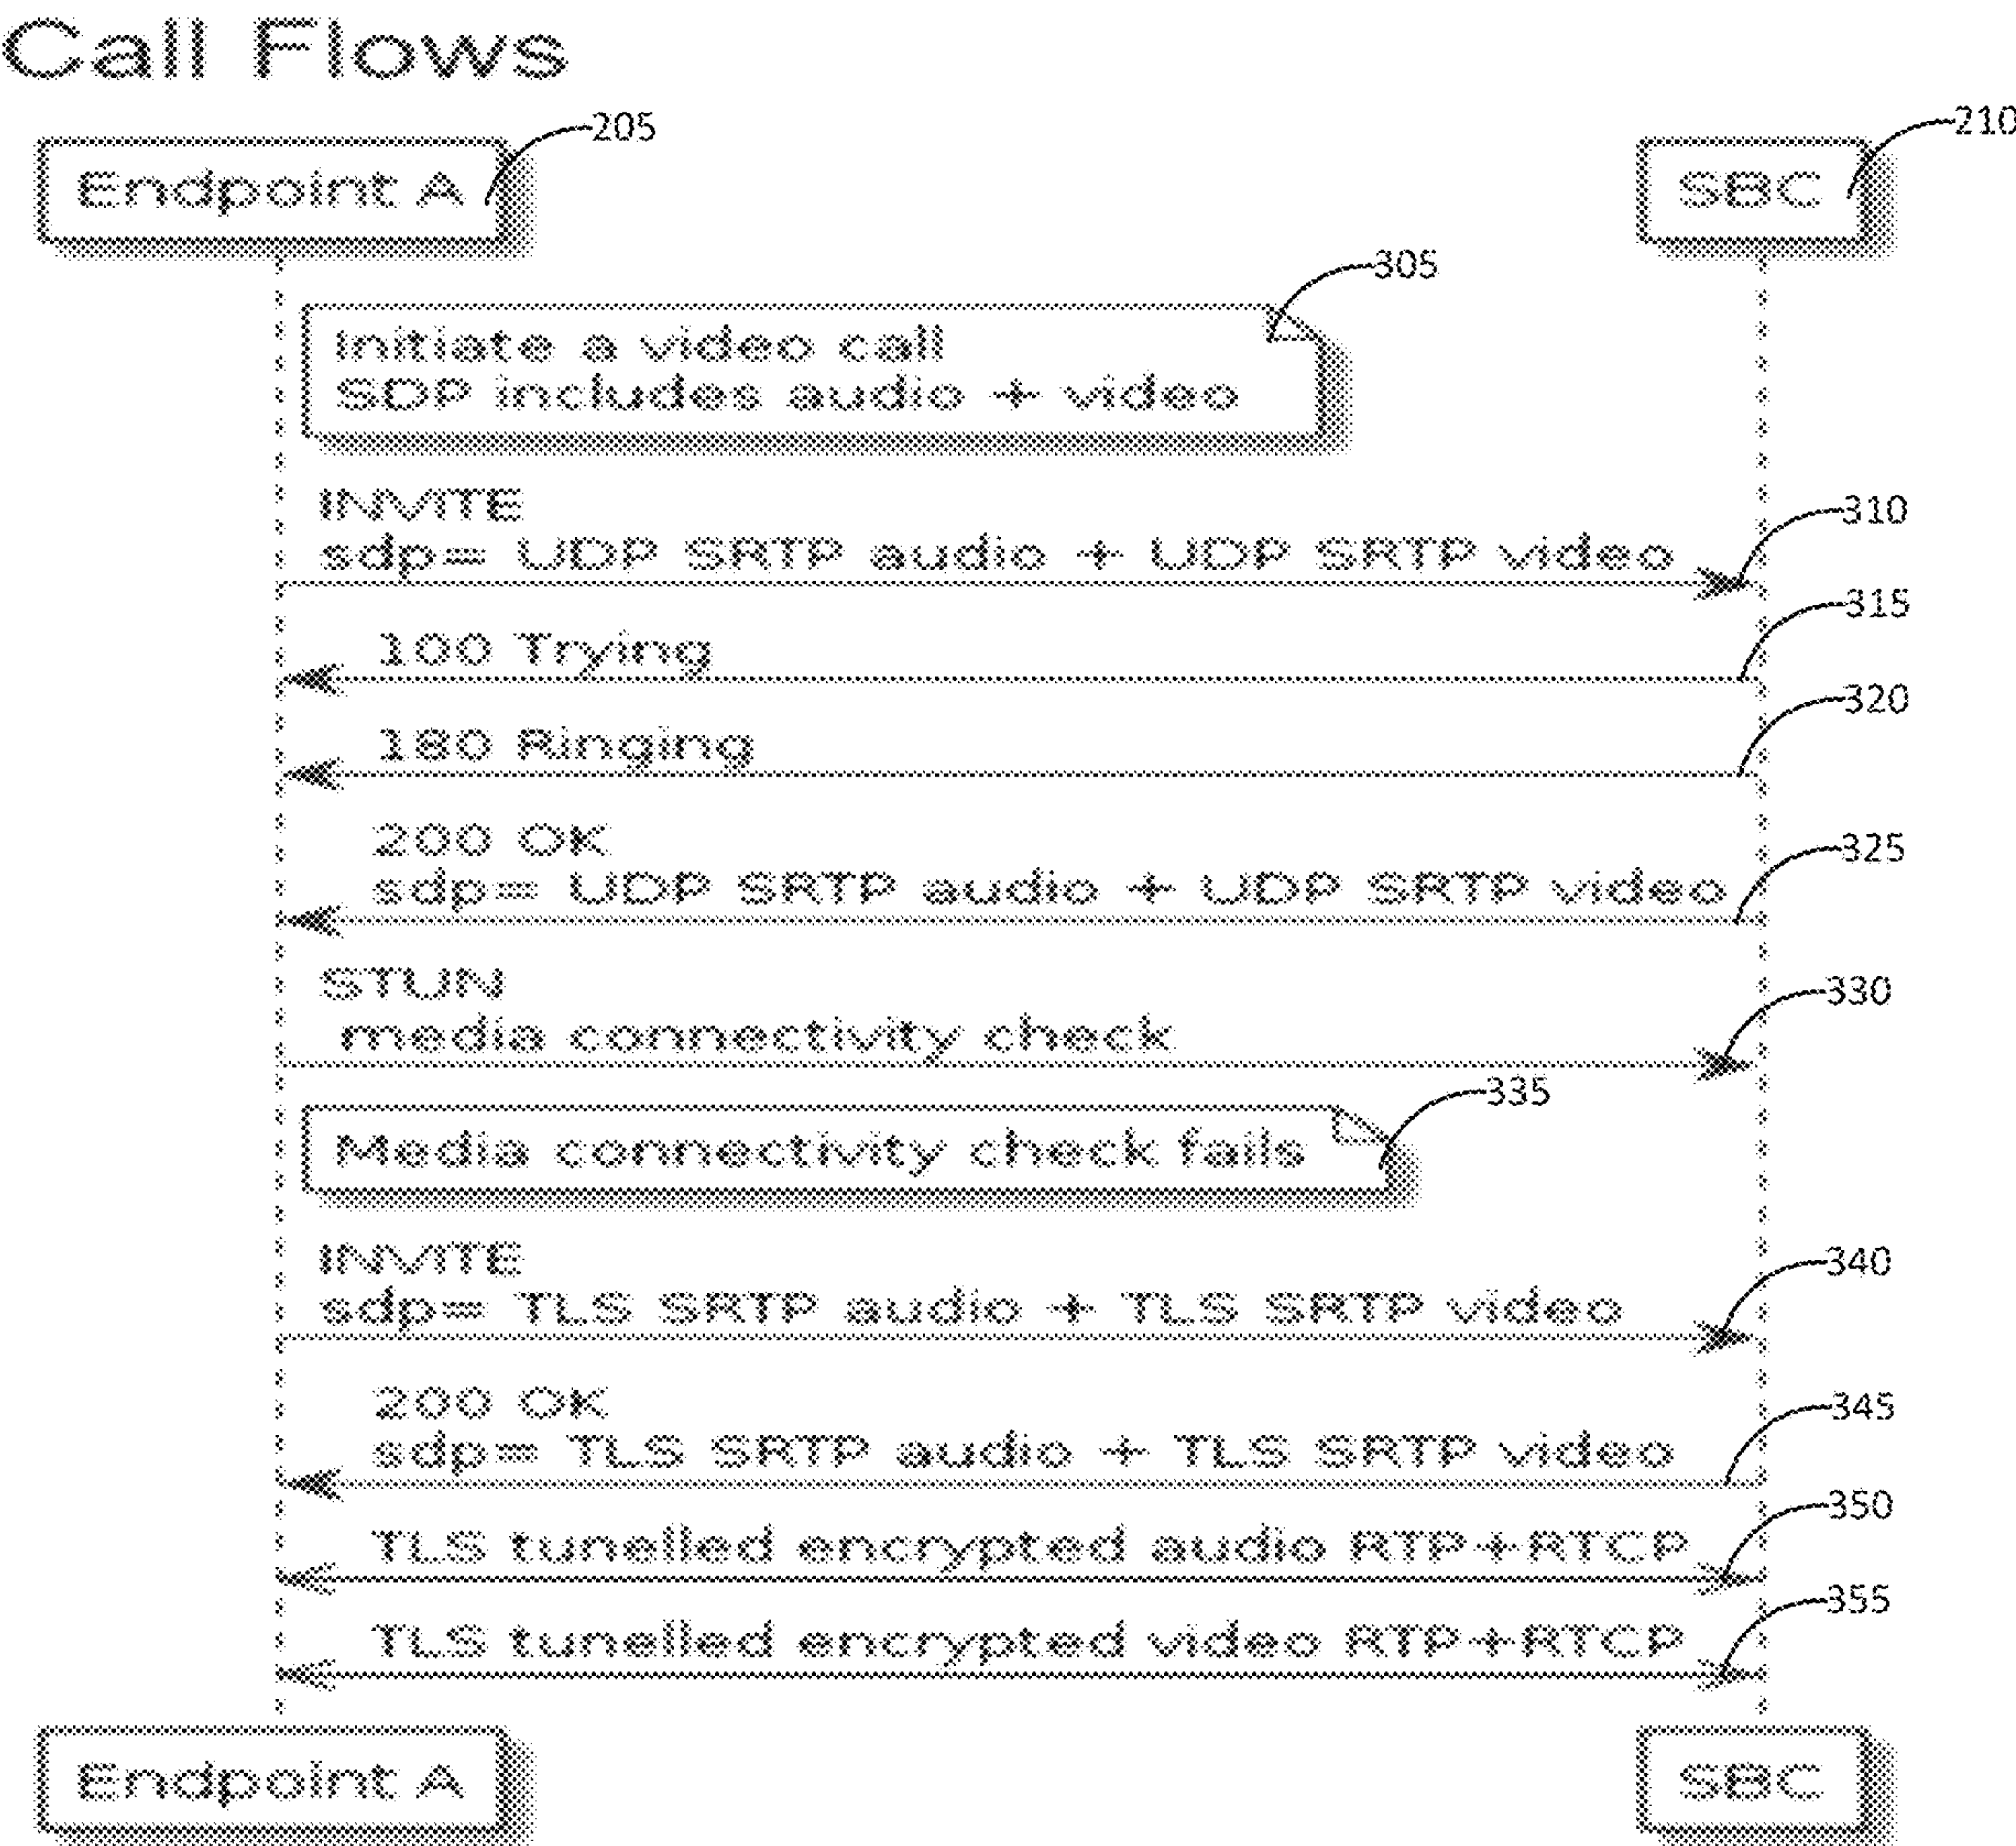 Call Flows
205
210
Endpoint A
SBC
305
Initiate a video call
SDP includes audio + video
INVITE
310
sdp= UDP SRTP audio + UDP SRTP video
315
100 Trying
320
180 Ringing
200 OK
325
sdp= UDP SRTP audio + UDP SRTP video
STUN
330
media connectivity check
335
Media connectivity check fails
INVITE
340
sdp= TLS SRTP audio + TLS SRTP video
200 OK
345
sdp= TLS SRTP audio + TLS SRTP video
350
TLS tunelled encrypted audio RTP+RTCP
355
TLS tunelled encrypted video RTP+RTCP
Endpoint A
SBC